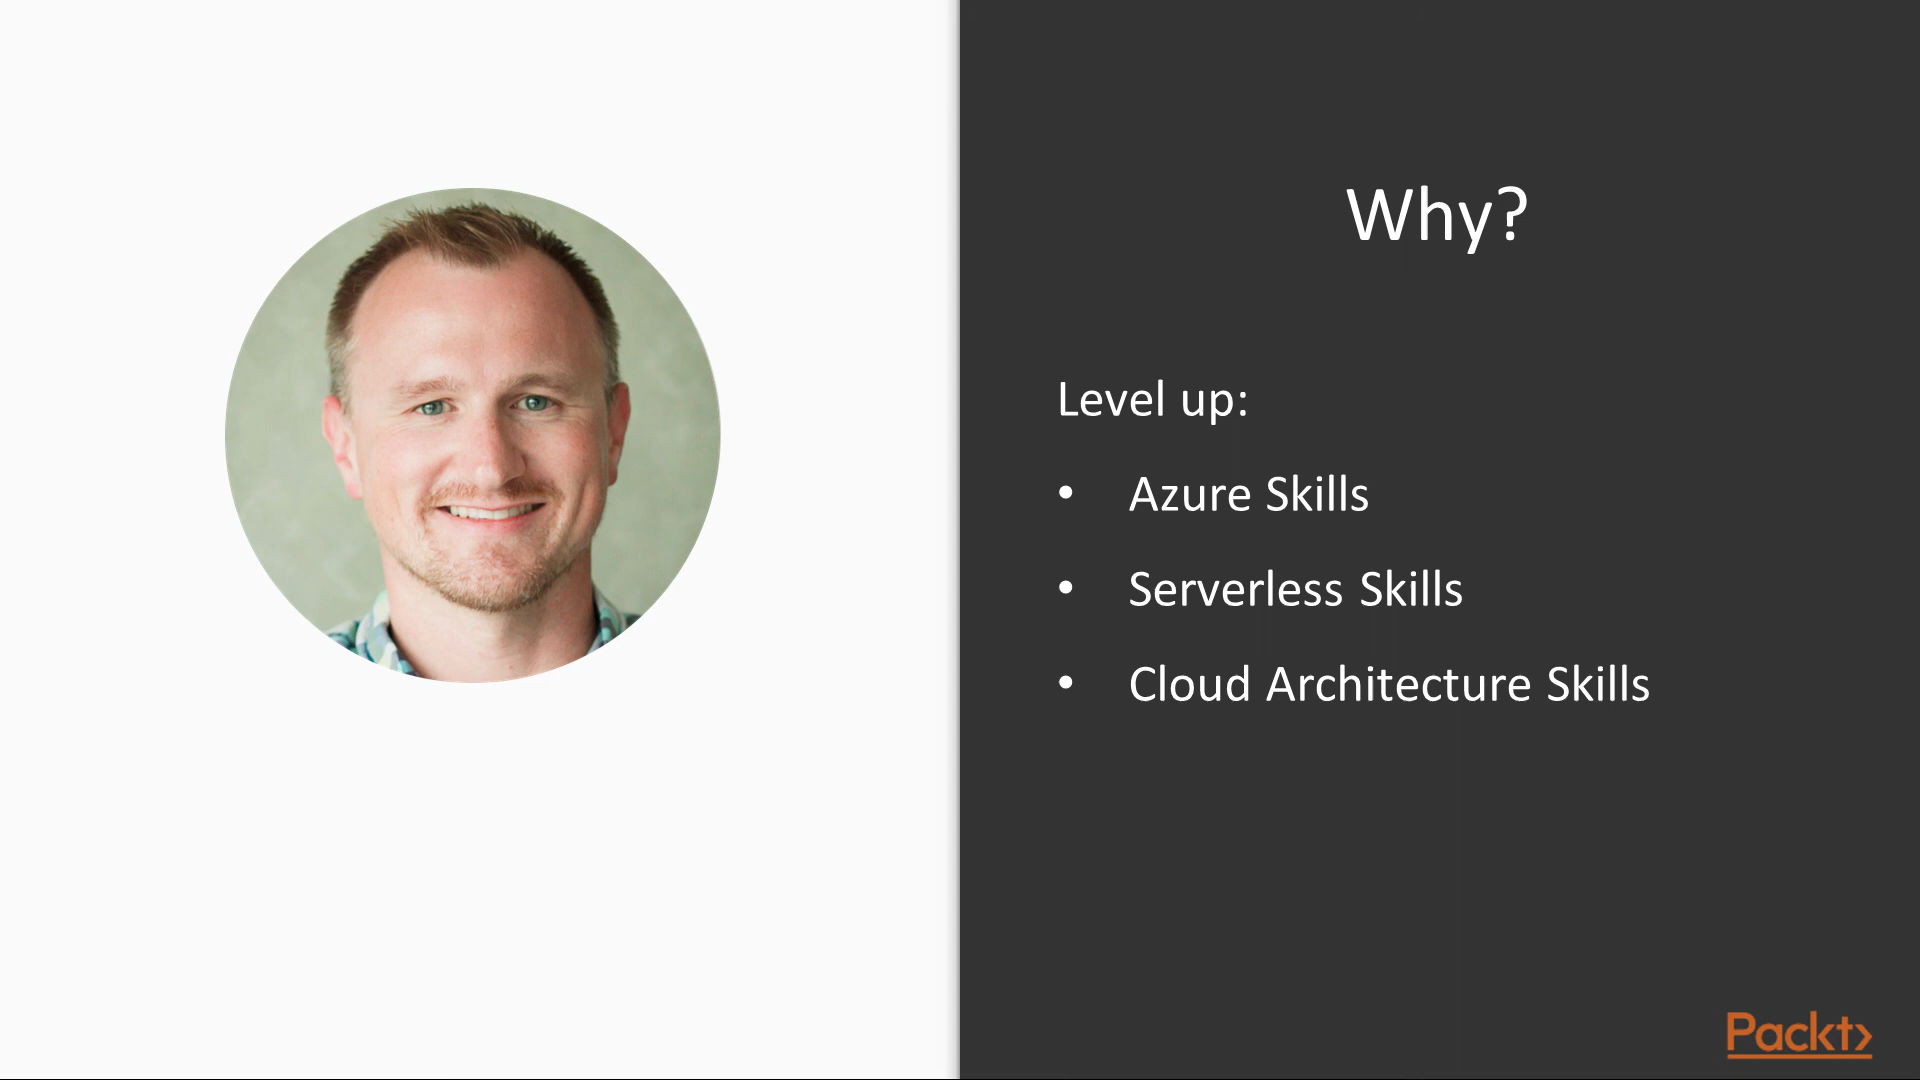 Why?
Level up:
• Azure Skills
• Serverless Skills
• Cloud Architecture Skills
Packt>